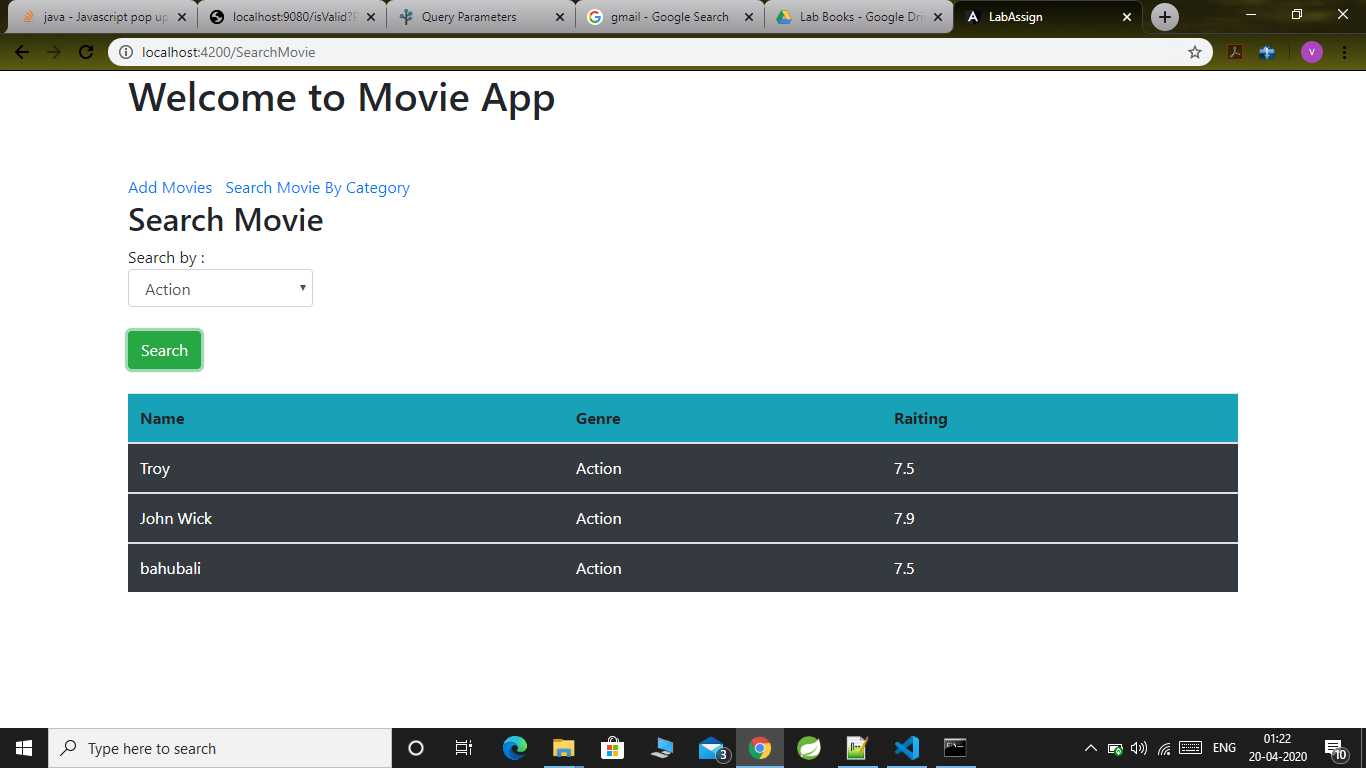 java - Javascript pop up
localhost:9080/isValid?
Query Parameters
gmail - Google Search
Lab Books - Google Dri
LabAssign
localhost:4200/SearchMovie
V
Welcome to Movie App
Add Movies Search Movie By Category
Search Movie
Search by :
Action
Search
Name Genre Raiting
Troy Action 7.5
John Wick Action 7.9
bahubali Action 7.5
Type here to search
3
ENG
01:22
20-04-2020
10